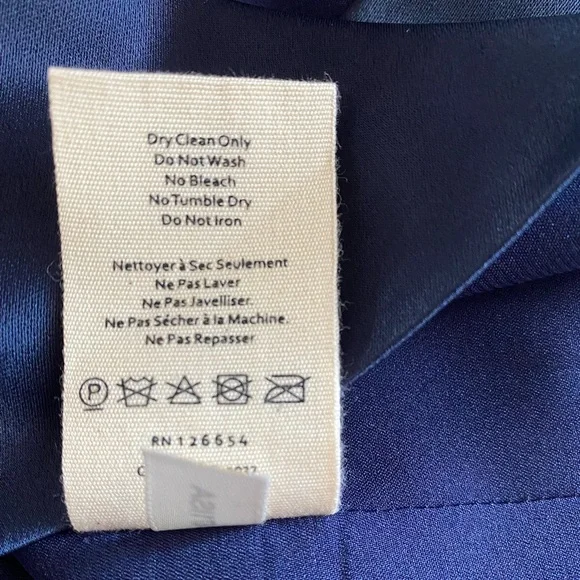 Dry Clean Only
Do Not Wash
No Bleach
No Tumble Dry
Do Not Iron
Nettoyer à Sec Seulement
Ne Pas Laver
Ne Pas Javelliser
Ne Pas Sécher à la Machine.
Ne Pas Repasser
P
RN 126654